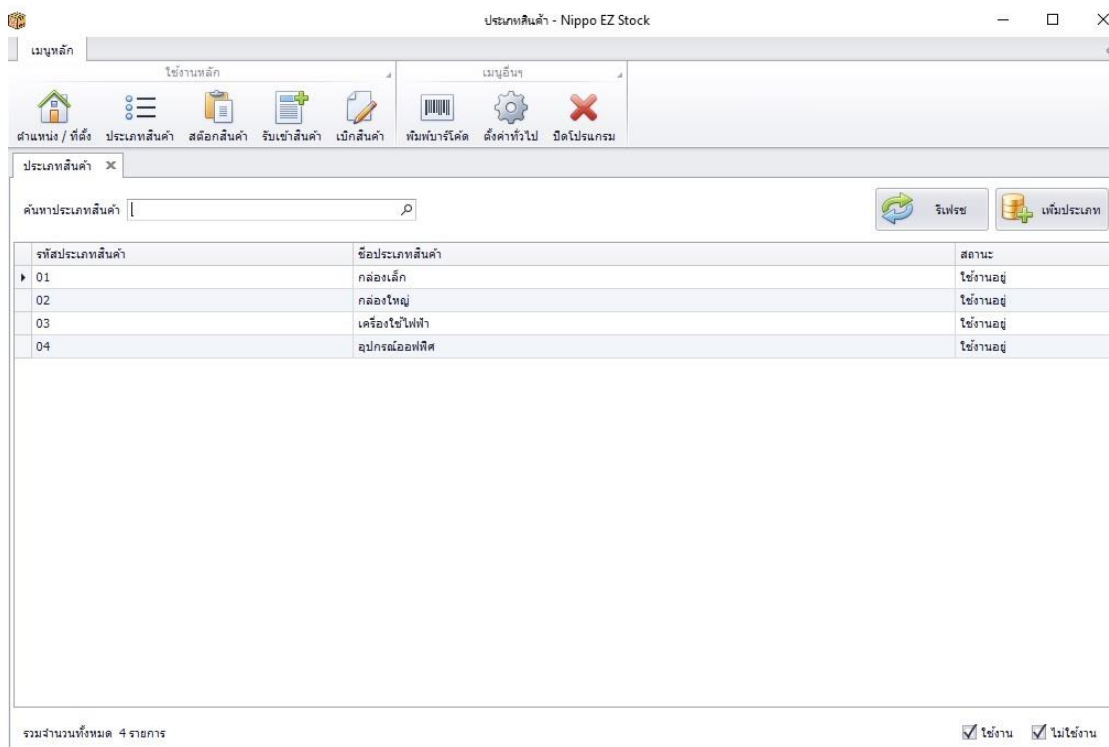 ประเภทสินค้า - Nippo EZ Stock
เมนูหลัก
ใช้งานหลัก
เมนูอื่นๆ
ตำแหน่ง / ที่ตั้ง ประเภทสินค้า สต๊อกสินค้า รับเข้าสินค้า เบิกสินค้า พิมพ์บาร์โค้ด ตั้งค่าทั่วไป ปิดโปรแกรม
ประเภทสินค้า
ค้นหาประเภทสินค้า รีเฟรช เพิ่มประเภท
รหัสประเภทสินค้า ชื่อประเภทสินค้า สถานะ
01 กล่องเล็ก ใช้งานอยู่
02 กล่องใหญ่ ใช้งานอยู่
03 เครื่องใช้ไฟฟ้า ใช้งานอยู่
04 อุปกรณ์ออฟฟิศ ใช้งานอยู่
รวมจำนวนทั้งหมด 4 รายการ ใช้งาน ไม่ใช้งาน